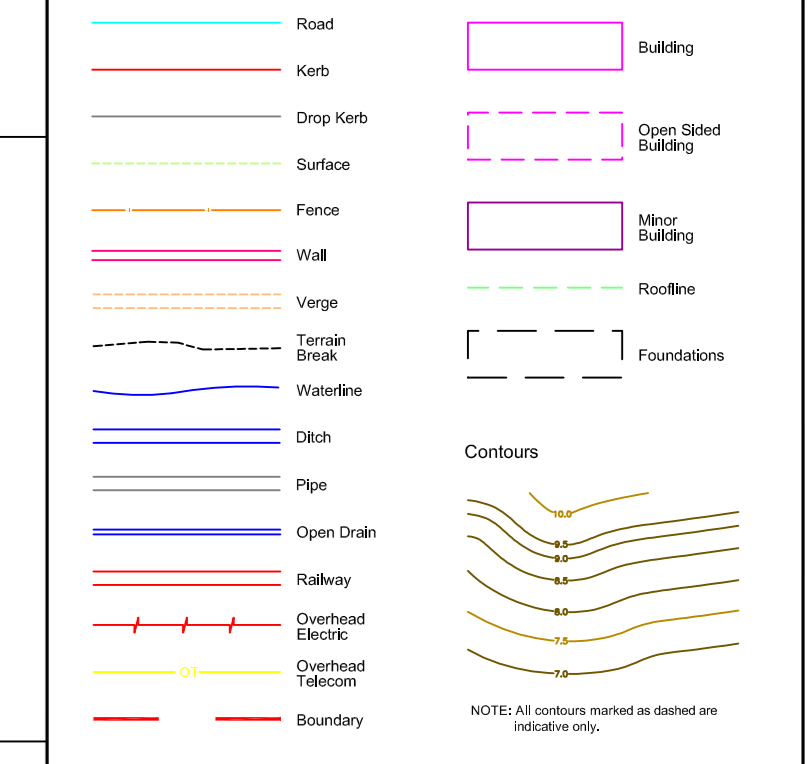 Road
Kerb
Drop Kerb
Surface
Fence
Wall
Verge
Terrain
Break
Waterline
Ditch
Pipe
Open Drain
Railway
Overhead
Electric
OT
Overhead
Telecom
Boundary
Building
Open Sided
Building
Minor
Building
Roofline
Foundations
Contours
10.0
9.5
9.0
8.5
8.0
7.5
7.0
NOTE: All contours marked as dashed are
indicative only.